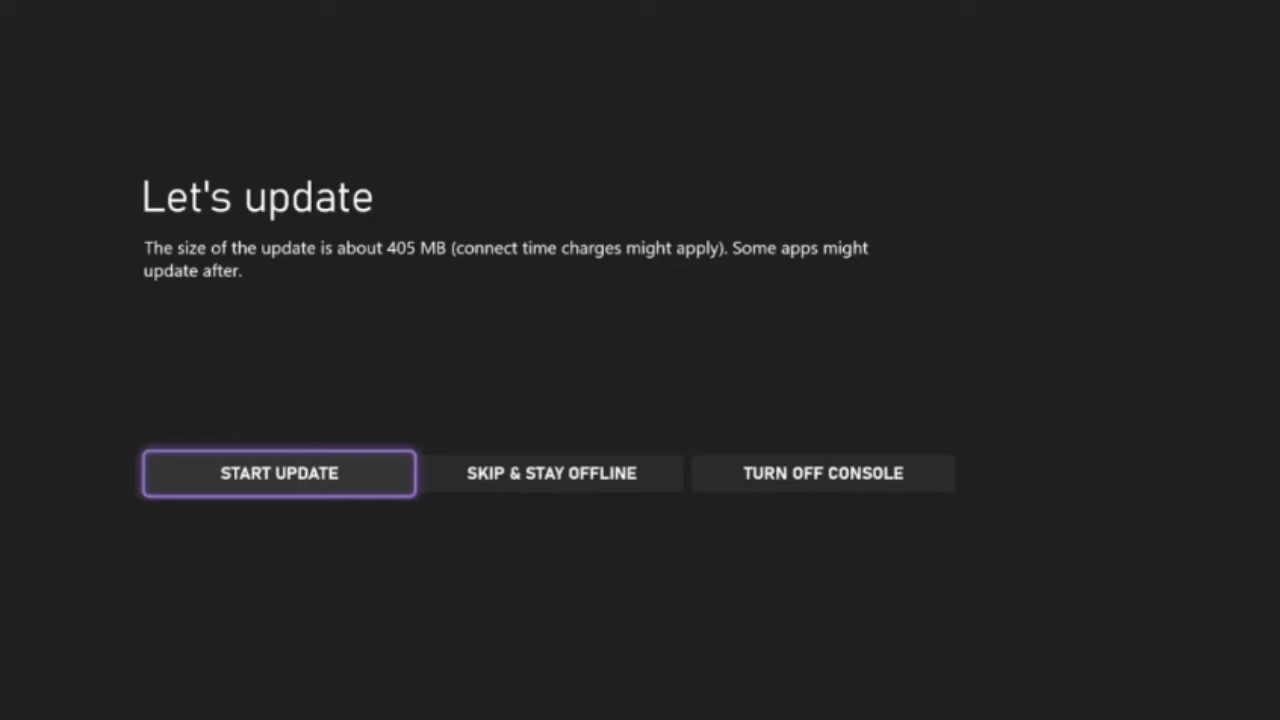 Let's update
The size of the update is about 405 MB (connect time charges might apply). Some apps might
update after.
START UPDATE
SKIP & STAY OFFLINE
TURN OFF CONSOLE